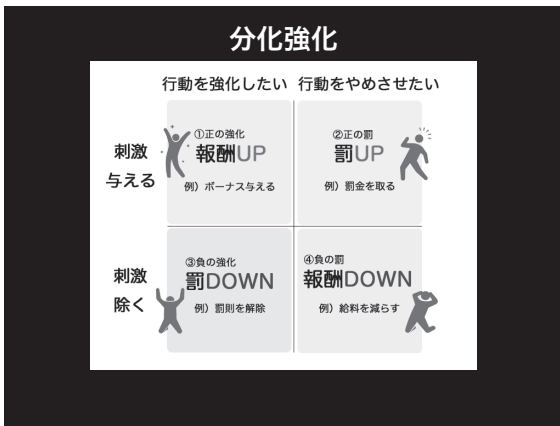 分化強化
行動を強化したい 行動をやめさせたい
刺激
与える
①正の強化
報酬UP
例）ボーナス与える
②正の罰
罰UP
例）罰金を取る
刺激
除く
③負の強化
罰DOWN
例）罰則を解除
④負の罰
報酬DOWN
例）給料を減らす